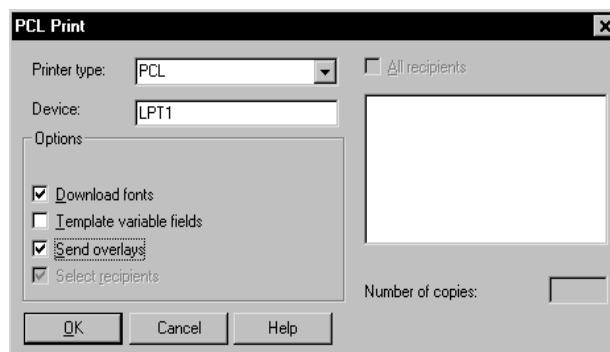 PCL Print
Printer type: PCL
Device: LPT1
Options
Download fonts
Template variable fields
Send overlays
Select recipients
OK Cancel Help
All recipients
Number of copies: